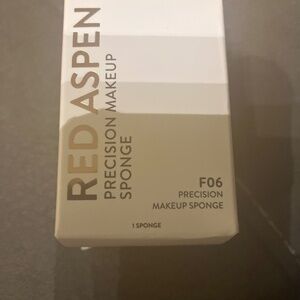 RED ASPEN
PRECISION MAKEUP
SPONGE
F06
PRECISION
MAKEUP SPONGE
1 SPONGE